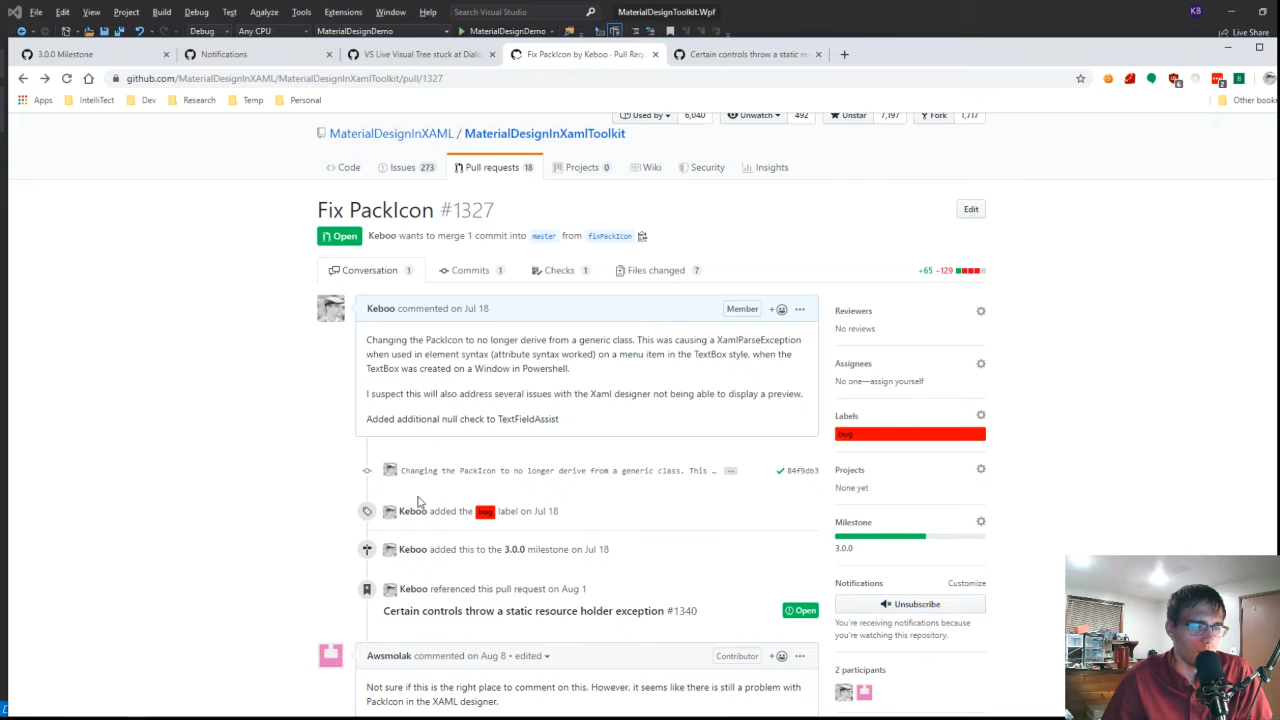 File Edit View Project Build Debug Test Analyze Tools Extensions Window Help Search Visual Studio MaterialDesignToolkit.Wpf KB
Debug Any CPU MaterialDesignDemo MaterialDesignDemo Live Share
3.0.0 Milestone Notifications VS Live Visual Tree stuck at Dialo Fix PackIcon by Keboo · Pull Req Certain controls throw a static re
github.com/MaterialDesignInXAML/MaterialDesignInXamlToolkit/pull/1327
Apps IntelliTect Dev Research Temp Personal Other book
Used by 6,040 Unwatch 492 Unstar 7,197 Fork 1,717
MaterialDesignInXAML / MaterialDesignInXamlToolkit
Code Issues 273 Pull requests 18 Projects 0 Wiki Security Insights
Fix PackIcon #1327 Edit
Open Keboo wants to merge 1 commit into master from fixPackIcon
Conversation 1 Commits 1 Checks 1 Files changed 7 +65 −129
Keboo commented on Jul 18 Member
Changing the PackIcon to no longer derive from a generic class. This was causing a XamlParseException
when used in element syntax (attribute syntax worked) on a menu item in the TextBox style, when the
TextBox was created on a Window in Powershell.
I suspect this will also address several issues with the Xaml designer not being able to display a preview.
Added additional null check to TextFieldAssist
Changing the PackIcon to no longer derive from a generic class. This … 84f9db3
Keboo added the bug label on Jul 18
Keboo added this to the 3.0.0 milestone on Jul 18
Keboo referenced this pull request on Aug 1
Certain controls throw a static resource holder exception #1340 Open
Awsmolak commented on Aug 8 • edited Contributor
Not sure if this is the right place to comment on this. However, it seems like there is still a problem with
PackIcon in the XAML designer.
Reviewers
No reviews
Assignees
No one—assign yourself
Labels
bug
Projects
None yet
Milestone
3.0.0
Notifications Customize
Unsubscribe
You're receiving notifications because
you're watching this repository.
2 participants